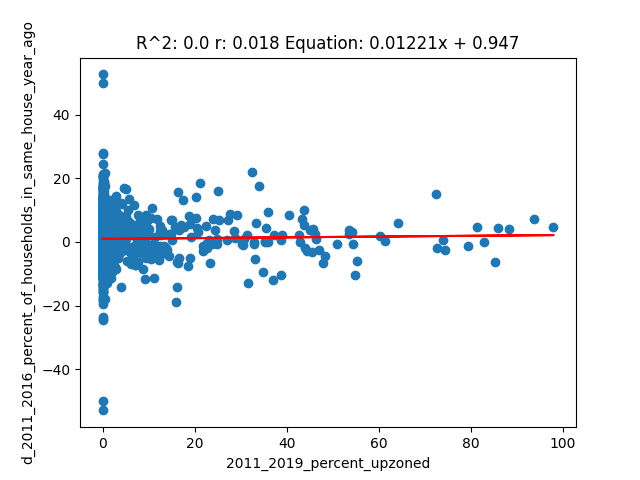 R^2: 0.0 r: 0.018 Equation: 0.01221x + 0.947
d_2011_2016_percent_of_households_in_same_house_year_ago
40
20
0
−20
−40
0 20 40 60 80 100
2011_2019_percent_upzoned